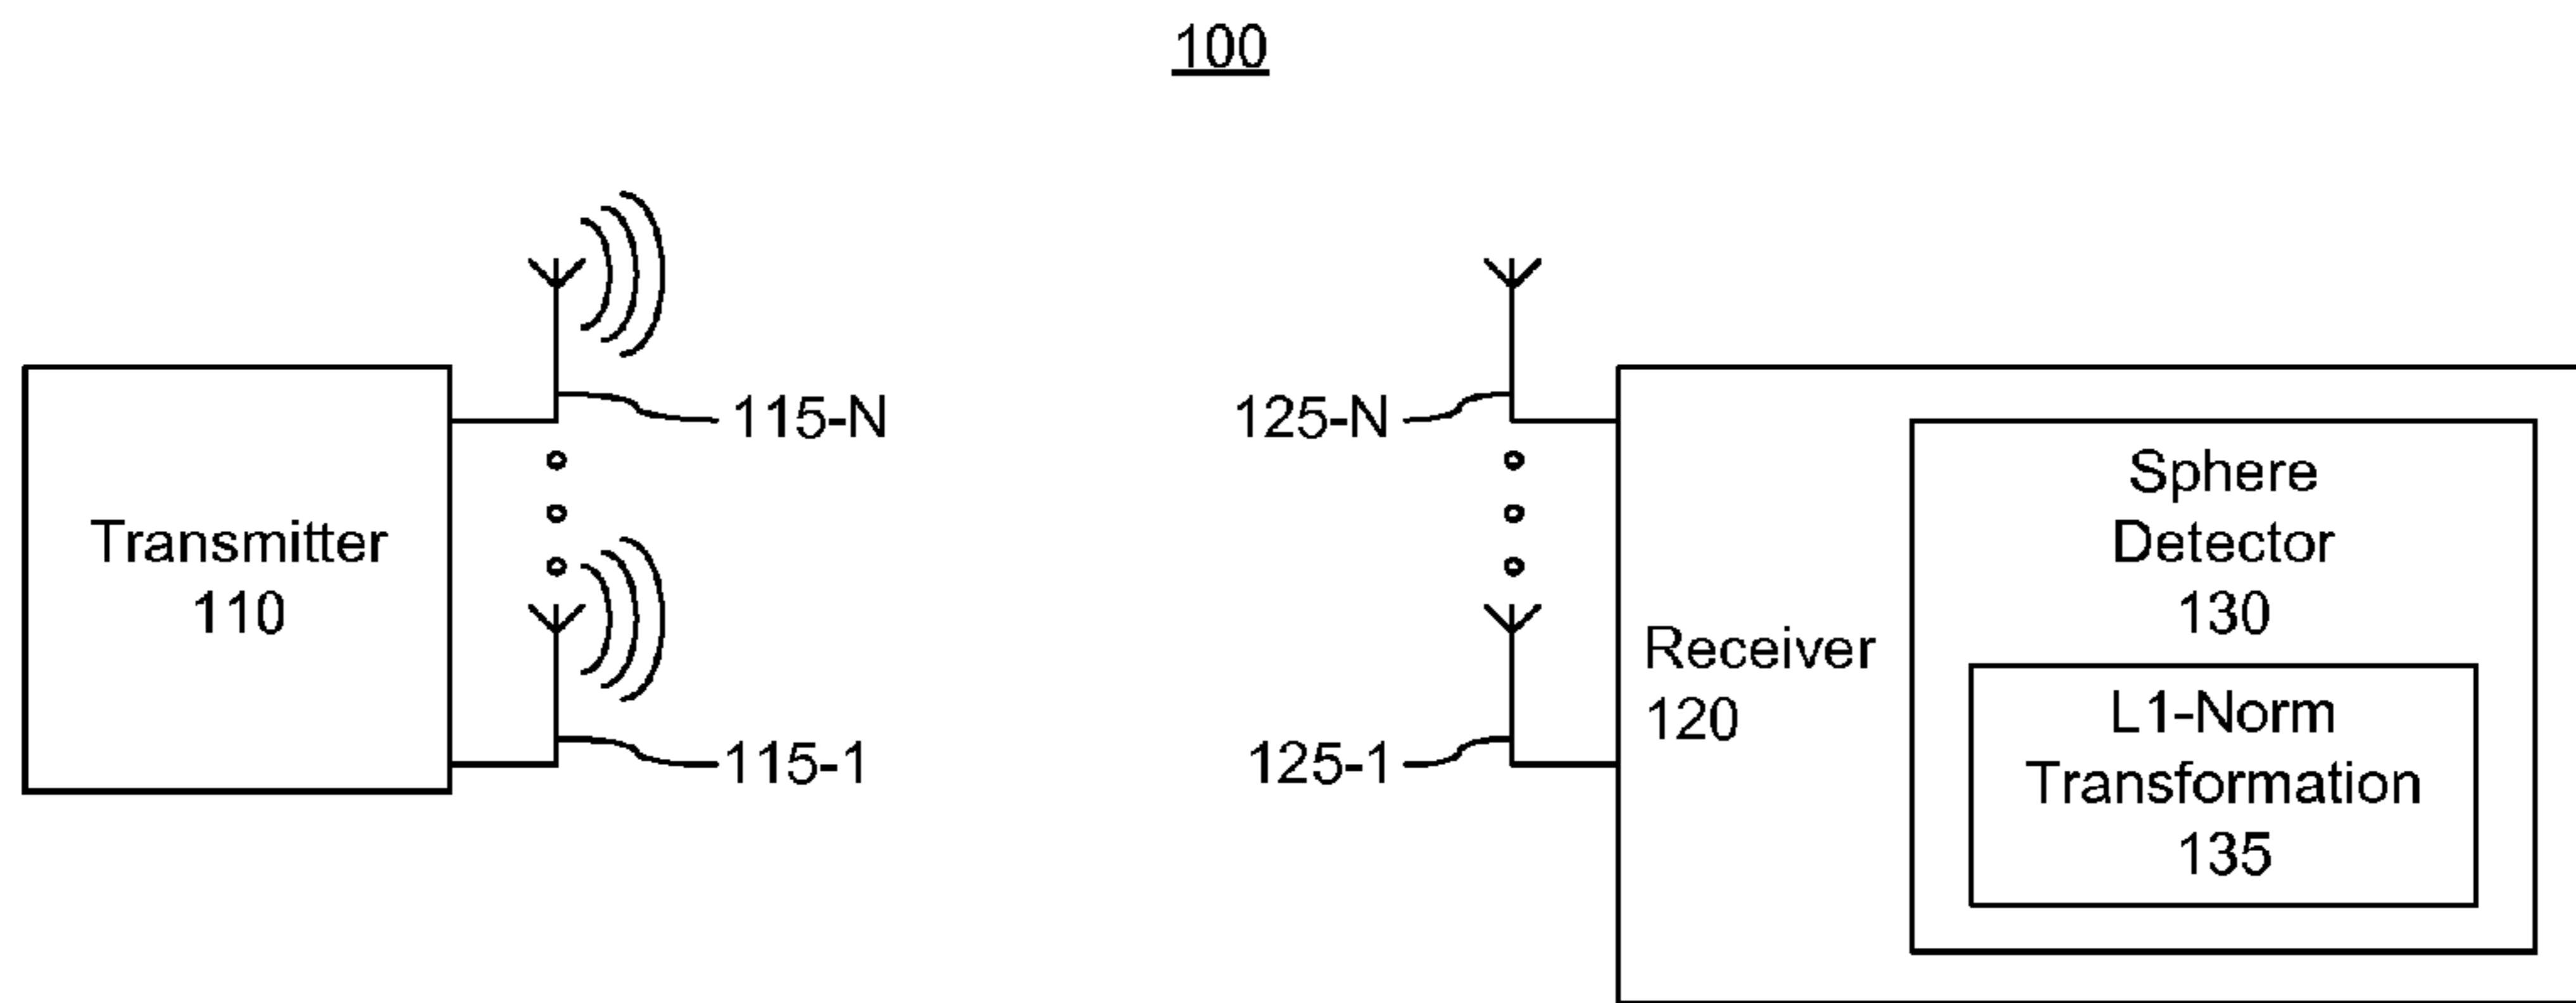 100
115-N
125-N
Transmitter
110
Sphere
Detector
130
Receiver
120
L1-Norm
Transformation
135
115-1
125-1